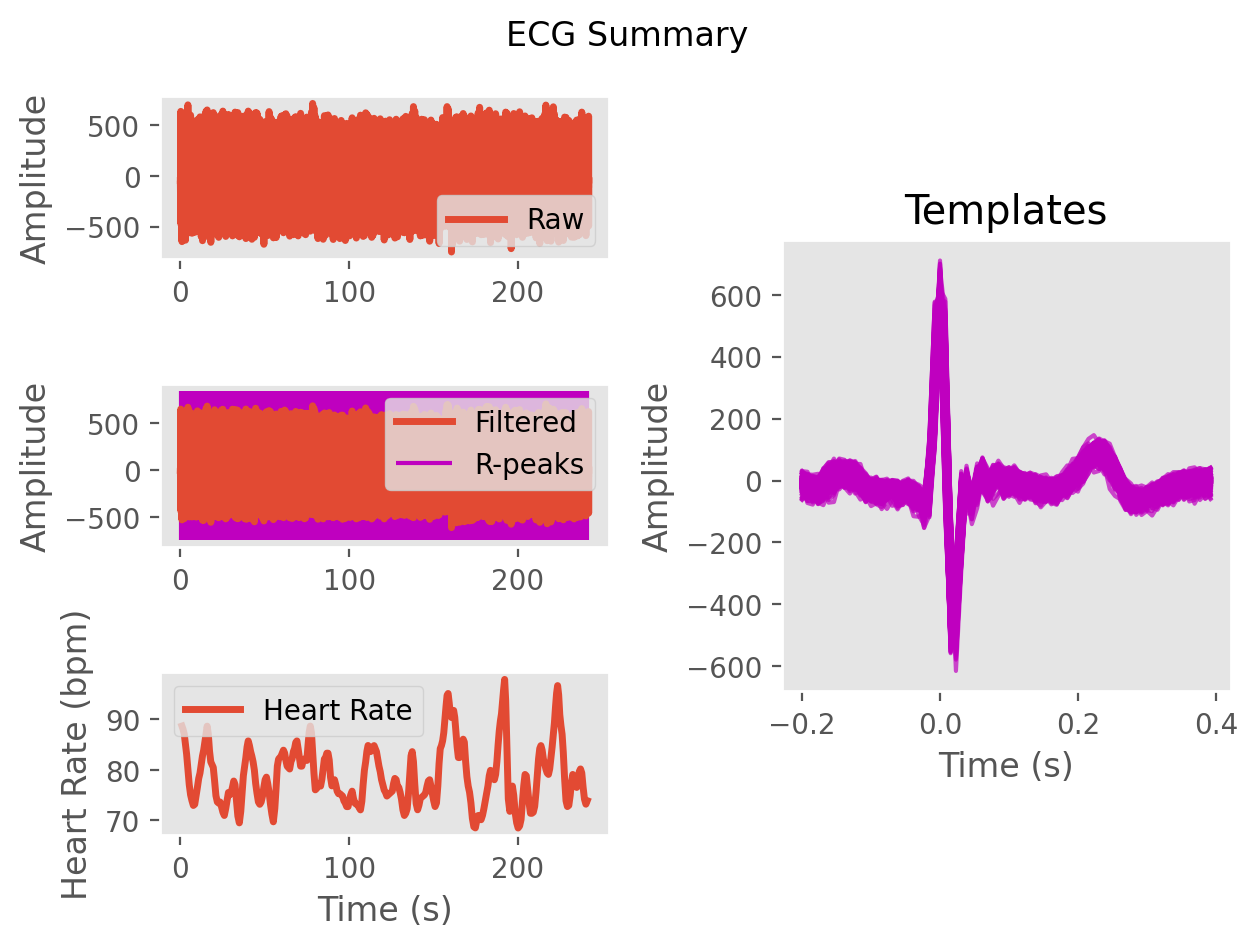 ECG Summary
Amplitude
500
0
−500
Raw
0 100 200
Amplitude
500
0
−500
Filtered
R-peaks
0 100 200
Heart Rate (bpm)
90
80
70
Heart Rate
0 100 200
Time (s)
Templates
Amplitude
600
400
200
0
−200
−400
−600
−0.2 0.0 0.2 0.4
Time (s)